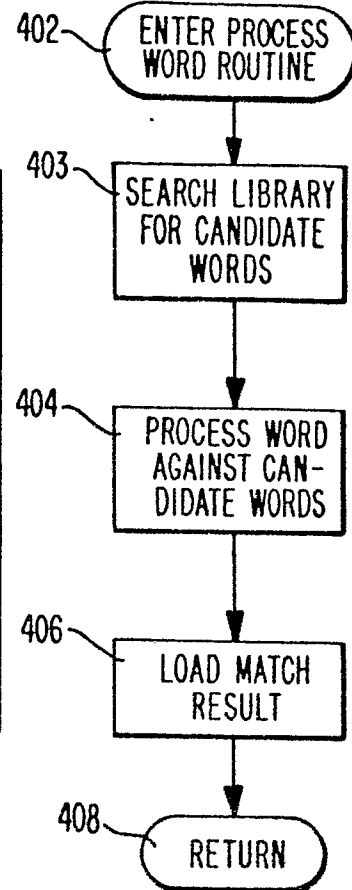 402
ENTER PROCESS
WORD ROUTINE
403
SEARCH LIBRARY
FOR CANDIDATE
WORDS
404
PROCESS WORD
AGAINST CAN-
DIDATE WORDS
406
LOAD MATCH
RESULT
408
RETURN